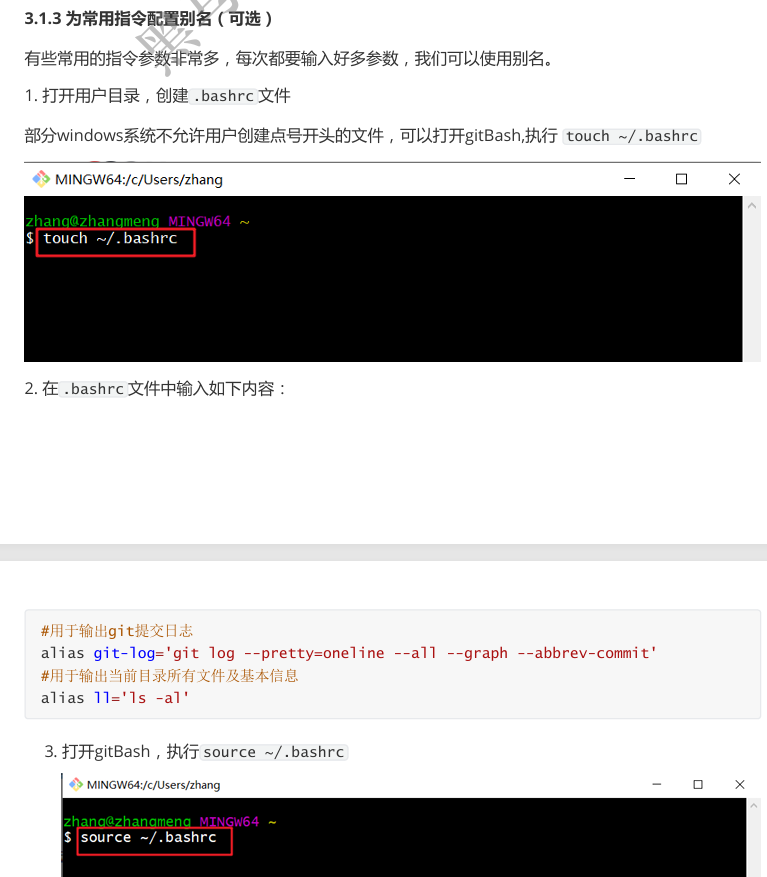 3.1.3 为常用指令配置别名（可选）
有些常用的指令参数非常多，每次都要输入好多参数，我们可以使用别名。
1. 打开用户目录，创建 .bashrc 文件
部分windows系统不允许用户创建点号开头的文件，可以打开gitBash,执行 touch ~/.bashrc
MINGW64:/c/Users/zhang
zhang@zhangmeng MINGW64 ~
$ touch ~/.bashrc
2. 在 .bashrc 文件中输入如下内容：
#用于输出git提交日志
alias git-log='git log --pretty=oneline --all --graph --abbrev-commit'
#用于输出当前目录所有文件及基本信息
alias ll='ls -al'
3. 打开gitBash，执行 source ~/.bashrc
MINGW64:/c/Users/zhang
zhang@zhangmeng MINGW64 ~
$ source ~/.bashrc